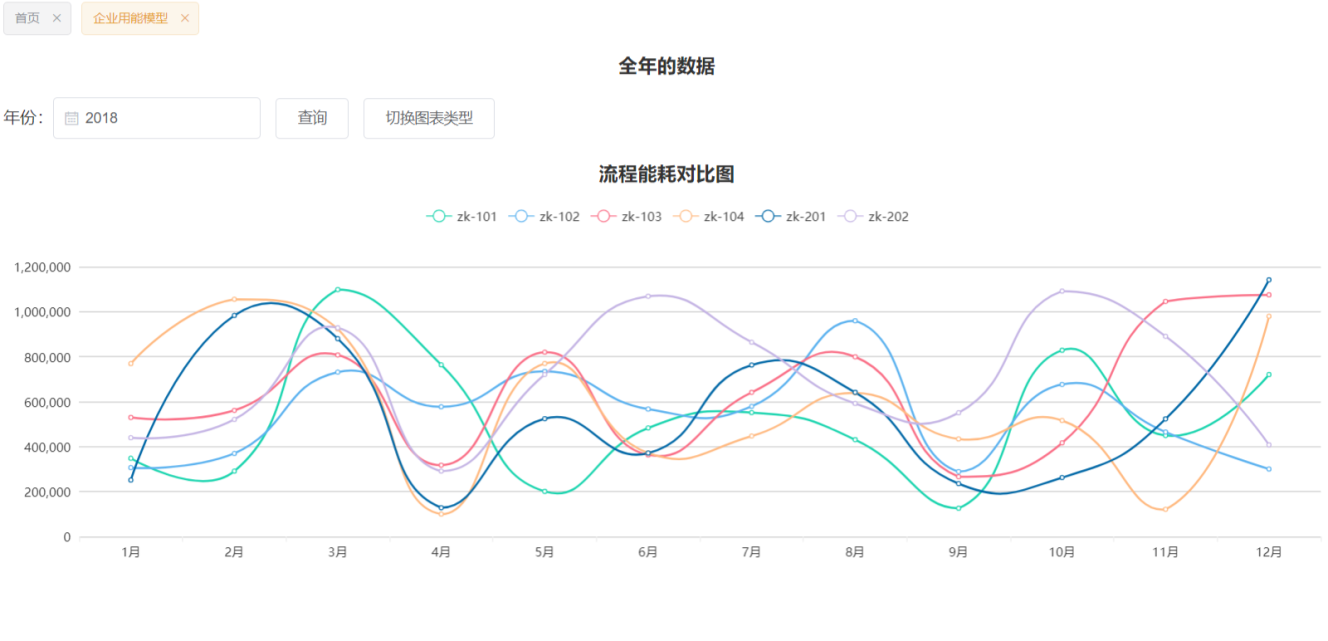 首页 × 企业用能模型 ×
全年的数据
年份： 2018 查询 切换图表类型
流程能耗对比图
zk-101 zk-102 zk-103 zk-104 zk-201 zk-202
1,200,000
1,000,000
800,000
600,000
400,000
200,000
0
1月 2月 3月 4月 5月 6月 7月 8月 9月 10月 11月 12月